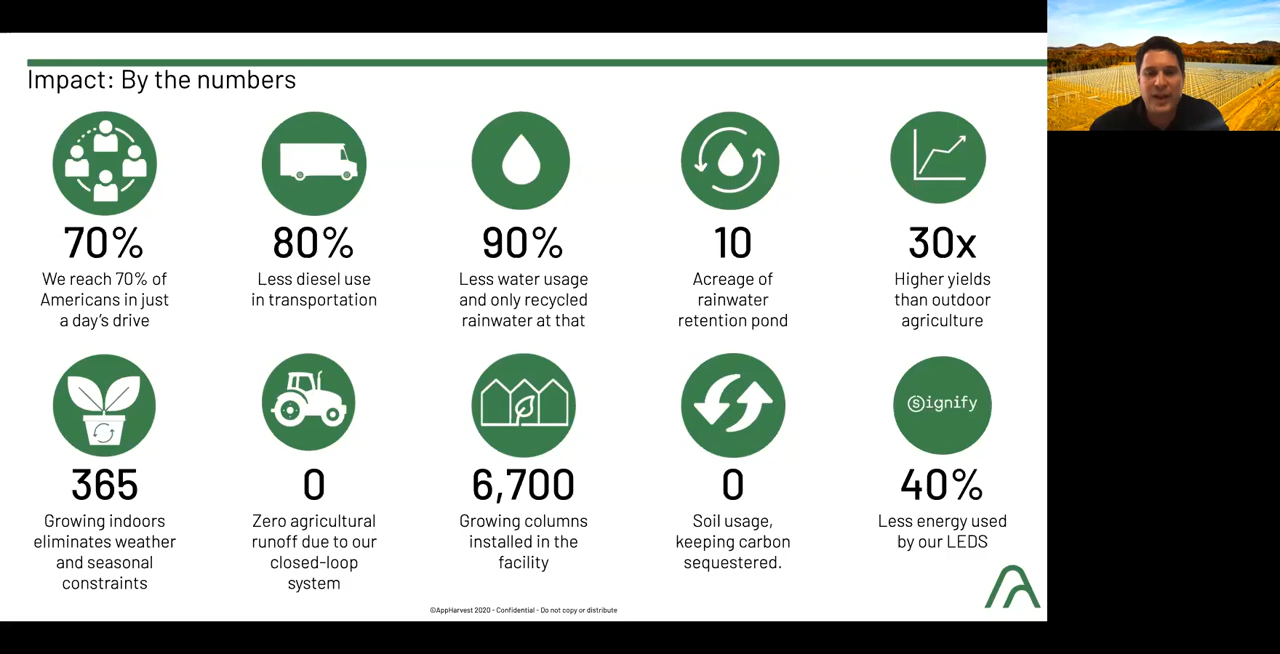 Impact: By the numbers
70%
We reach 70% of
Americans in just
a day's drive
80%
Less diesel use
in transportation
90%
Less water usage
and only recycled
rainwater at that
10
Acreage of
rainwater
retention pond
30x
Higher yields
than outdoor
agriculture
365
Growing indoors
eliminates weather
and seasonal
constraints
0
Zero agricultural
runoff due to our
closed-loop
system
6,700
Growing columns
installed in the
facility
0
Soil usage,
keeping carbon
sequestered.
Signify
40%
Less energy used
by our LEDS
©AppHarvest 2020 - Confidential - Do not copy or distribute